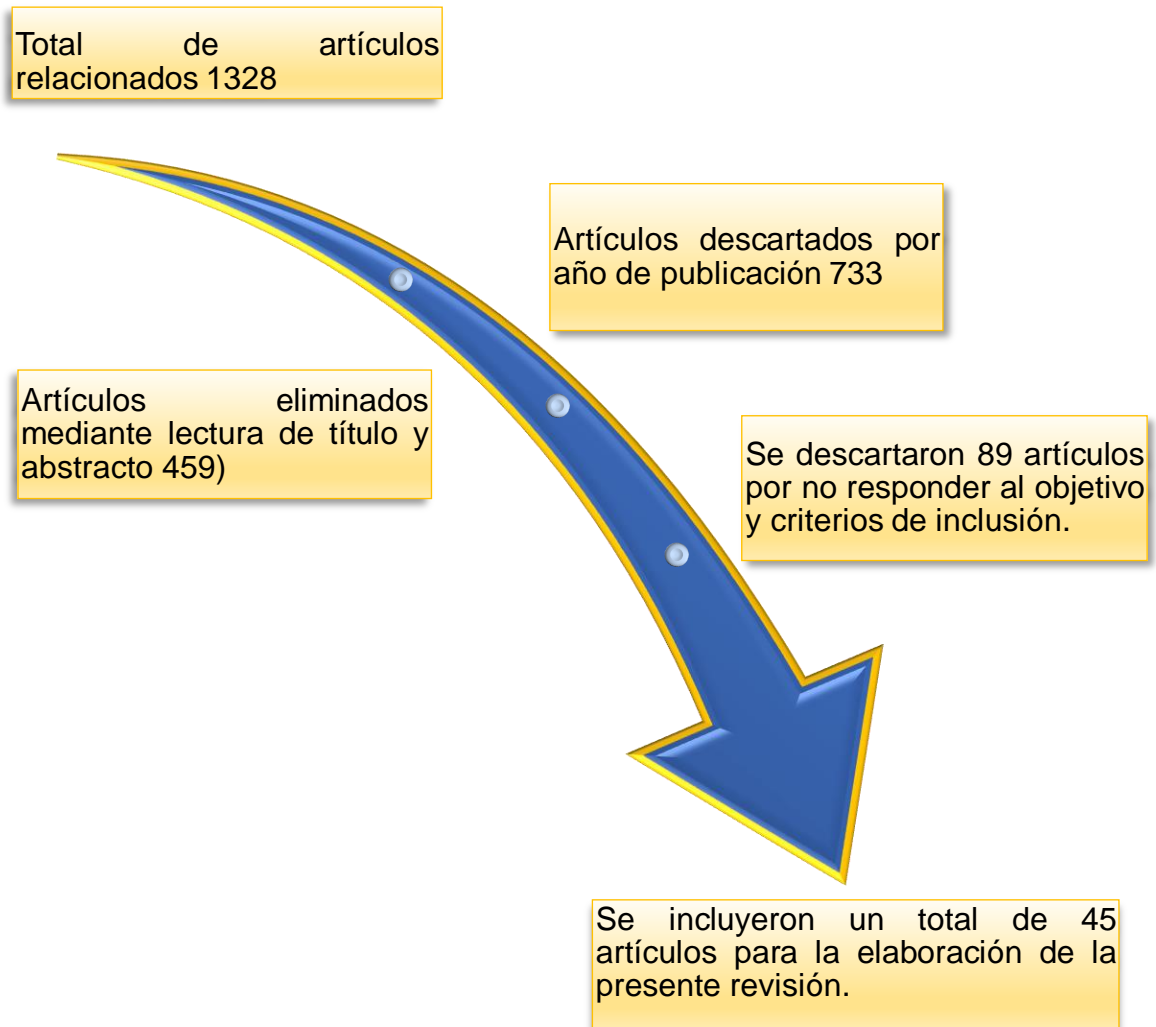 Total de artículos
relacionados 1328
Artículos descartados por
año de publicación 733
Artículos eliminados
mediante lectura de título y
abstracto 459)
Se descartaron 89 artículos
por no responder al objetivo
y criterios de inclusión.
Se incluyeron un total de 45
artículos para la elaboración de la
presente revisión.